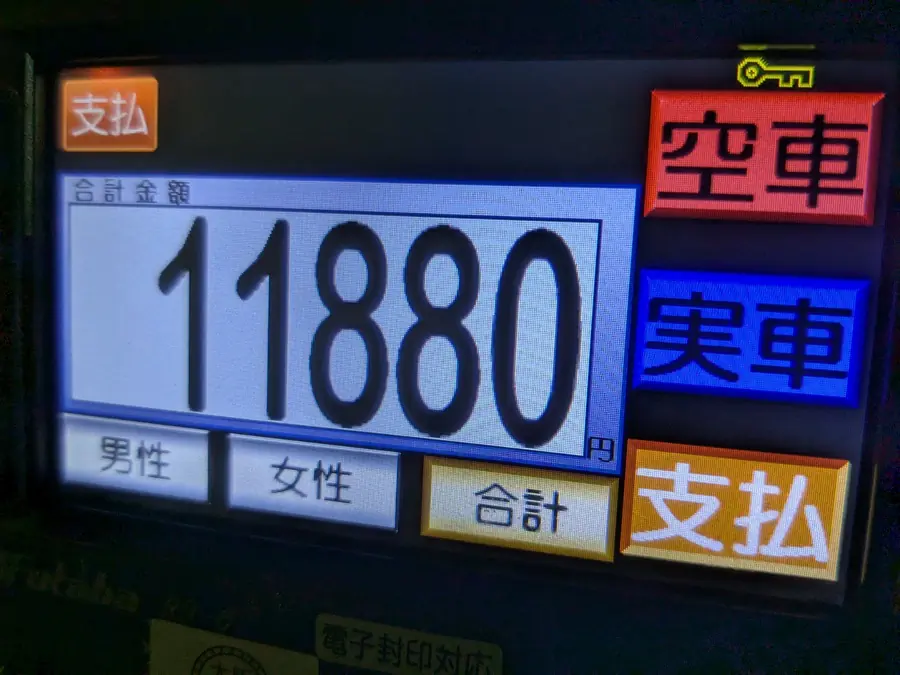 支払
空車
合計金額
11880
円
実車
男性
女性
合計
支払
Futaba
電子封印対応